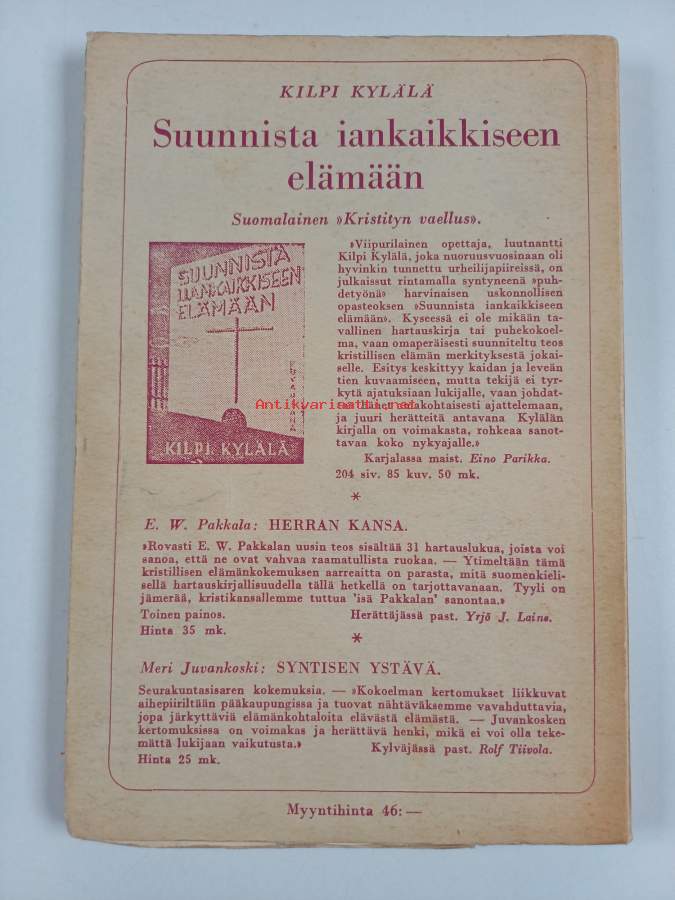 KILPI KYLÄLÄ
Suunnista iankaikkiseen
elämään
Suomalainen »Kristityn vaellus».
SUUNNISTA
IANKAIKKISEEN
ELÄMÄÄN
KILPI KYLÄLÄ
»Viipurilainen opettaja, luutnantti
Kilpi Kylälä, joka nuoruusvuosinaan oli
hyvinkin tunnettu urheilijapiireissä, on
julkaissut rintamalla syntyneenä »puh-
detyönä» harvinaisen uskonnollisen
opasteoksen »Suunnista iankaikkiseen
elämään». Kyseessä ei ole mikään ta-
vallinen hartauskirja tai puhekokoel-
ma, vaan omaperäisesti suunniteltu teos
kristillisen elämän merkityksestä jokai-
selle. Esitys keskittyy kaidan ja leveän
tien kuvaamiseen, mutta tekijä ei tyr-
kytä ajatuksiaan lukijalle, vaan johdat-
Antikvariaatti.net
omakohtaisesti ajattelemaan,
ja juuri herätteitä antavana Kylälän
kirjalla on voimakasta, rohkeaa sanot-
tavaa koko nykyajalle.»
Karjalassa maist. Eino Parikka.
204 siv. 85 kuv. 50 mk.
*
E. W. Pakkala: HERRAN KANSA.
»Rovasti E. W. Pakkalan uusin teos sisältää 31 hartauslukua, joista voi
sanoa, että ne ovat vahvaa raamatullista ruokaa. — Ytimeltään tämä
kristillisen elämänkokemuksen aarreaitta on parasta, mitä suomenkieli-
sellä hartauskirjallisuudella tällä hetkellä on tarjottavanaan. Tyyli on
jämerää, kristikansallemme tuttua 'isä Pakkalan' sanontaa.»
Toinen painos. Herättäjässä past. Yrjö J. Laine.
Hinta 35 mk.
*
Meri Juvankoski: SYNTISEN YSTÄVÄ.
Seurakuntasisaren kokemuksia. — »Kokoelman kertomukset liikkuvat
aihepiiriltään pääkaupungissa ja tuovat nähtäväksemme vavahduttavia,
jopa järkyttäviä elämänkohtaloita elävästä elämästä. — Juvankosken
kertomuksissa on voimakas ja herättävä henki, mikä ei voi olla teke-
mättä lukijaan vaikutusta.» Kylväjässä past. Rolf Tiivola.
Hinta 25 mk.
Myyntihinta 46: —